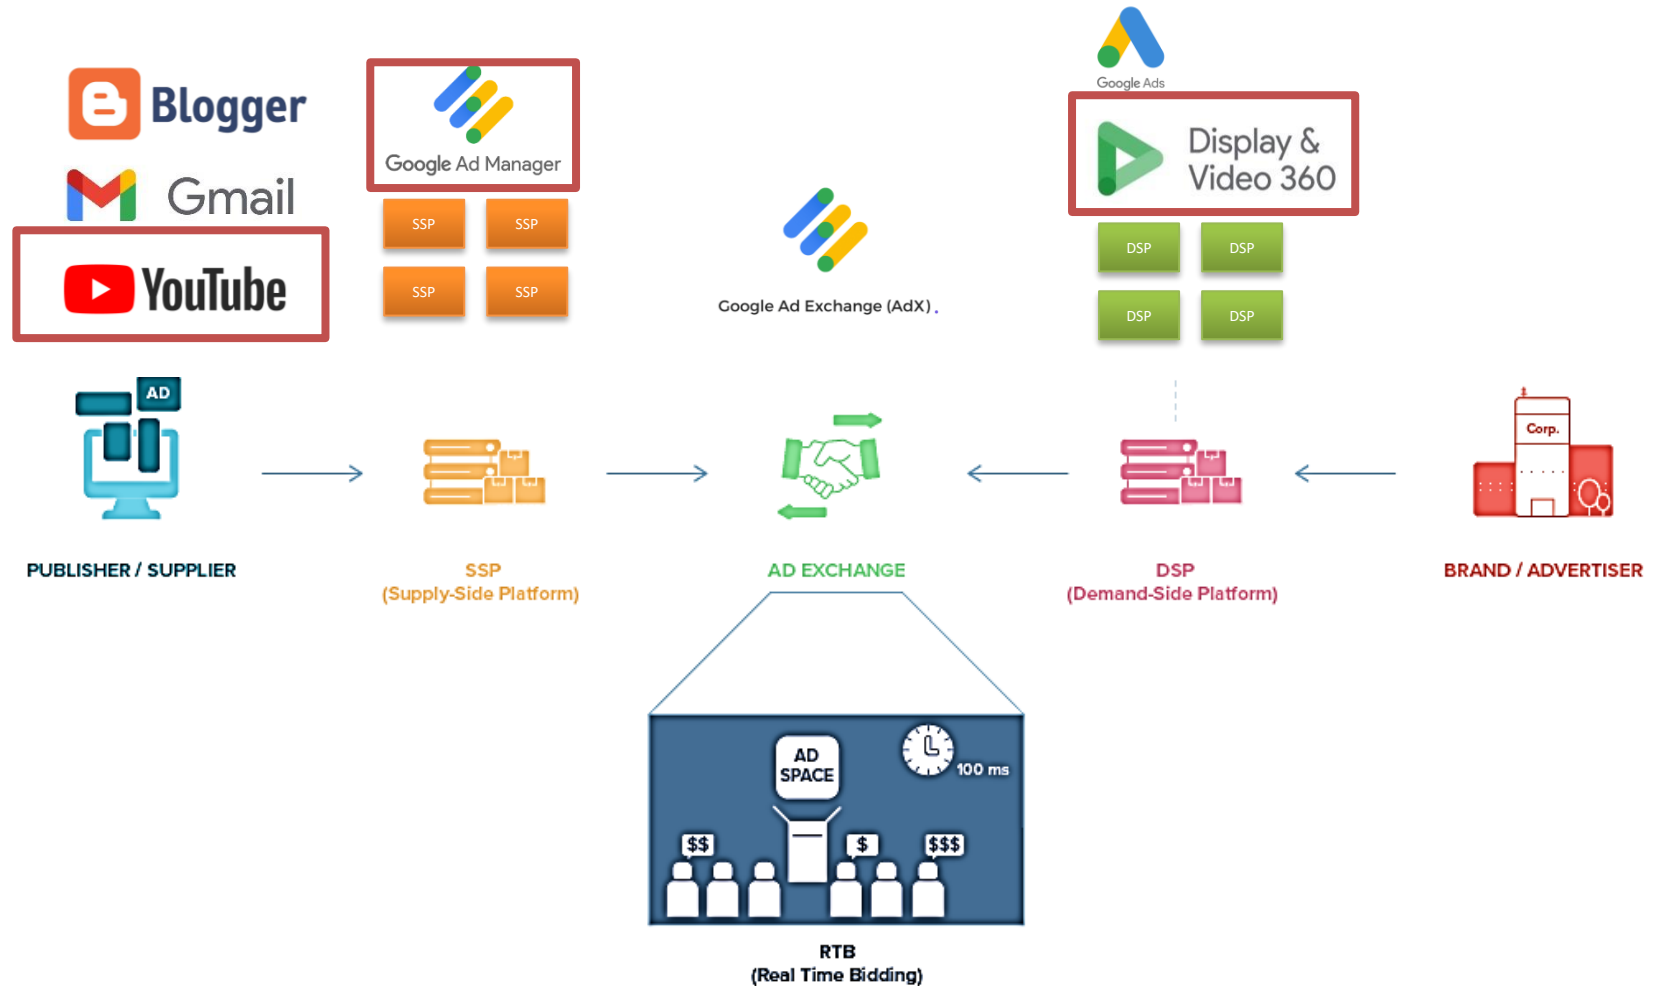 Blogger
Gmail
YouTube
Google Ad Manager
SSP
SSP
SSP
SSP
Google Ad Exchange (AdX) .
Google Ads
Display &
Video 360
DSP
DSP
DSP
DSP
AD
Corp.
PUBLISHER / SUPPLIER
SSP
(Supply-Side Platform)
AD EXCHANGE
DSP
(Demand-Side Platform)
BRAND / ADVERTISER
AD
SPACE
100 ms
$$
$
$$$
RTB
(Real Time Bidding)